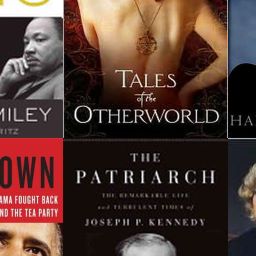 MILEY
RITZ
TALES
of the
OTHERWORLD
HA
OWN
AMA FOUGHT BACK
ND THE TEA PARTY
THE
PATRIARCH
THE REMARKABLE LIFE
AND TURBULENT TIMES OF
JOSEPH P. KENNEDY